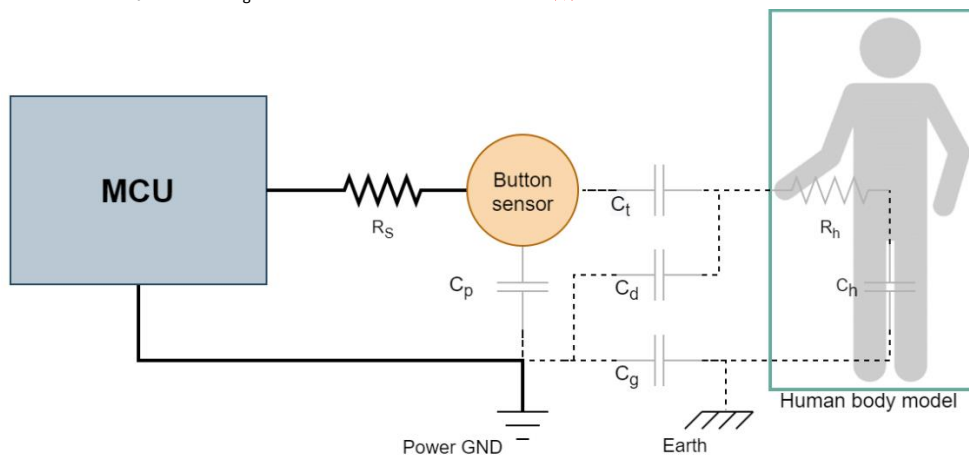 g
MCU
Button
sensor
R_S
C_t
C_p
C_d
C_g
R_h
C_h
Power GND
Earth
Human body model